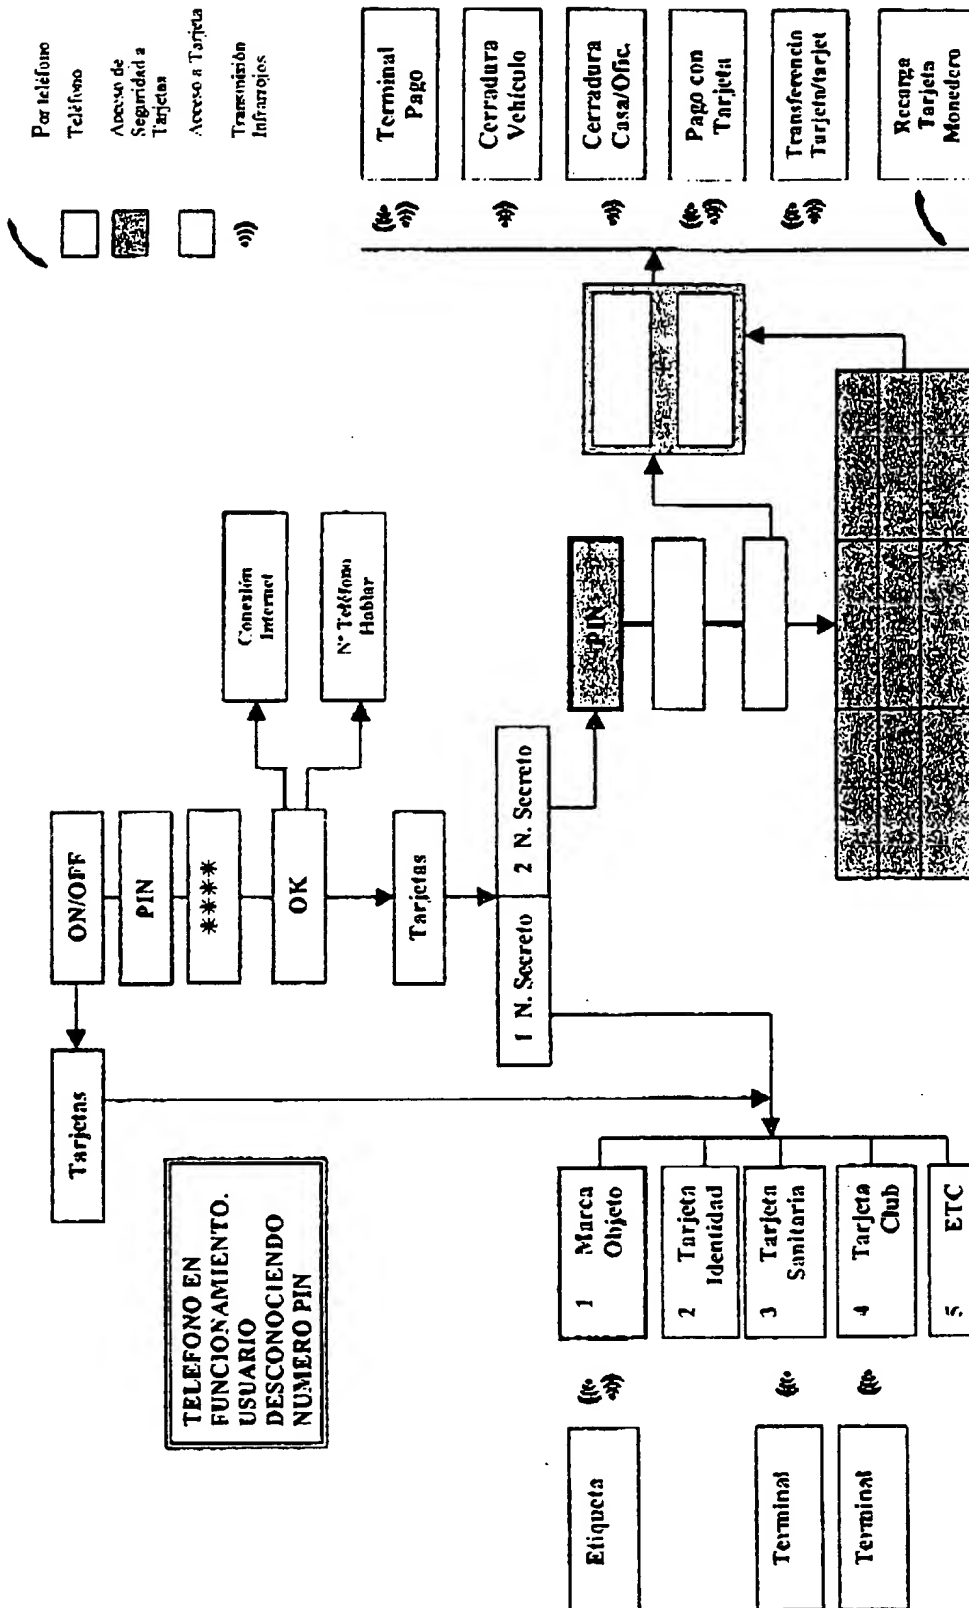 TELEFONO EN
FUNCIONAMIENTO.
USUARIO
DESCONOCIENDO
NUMERO PIN
Tarjetas
ON/OFF
PIN
****
OK
Conexión
Internet
Nº Teléfono
Hablar
Tarjetas
1 N. Secreto
2 N. Secreto
PIN
Por teléfono
Teléfono
Acceso de
Seguridad a
Tarjetas
Acceso a Tarjeta
Transmisión
Infrarrojos
Terminal
Pago
Cerradura
Vehículo
Cerradura
Casa/Ofic.
Pago con
Tarjeta
Transferencia
Tarjeta/tarjet
Recarga
Tarjeta
Monedero
Etiqueta
Terminal
Terminal
1 Marca
Objeto
2 Tarjeta
Identidad
3 Tarjeta
Sanitaria
4 Tarjeta
Club
5 ETC